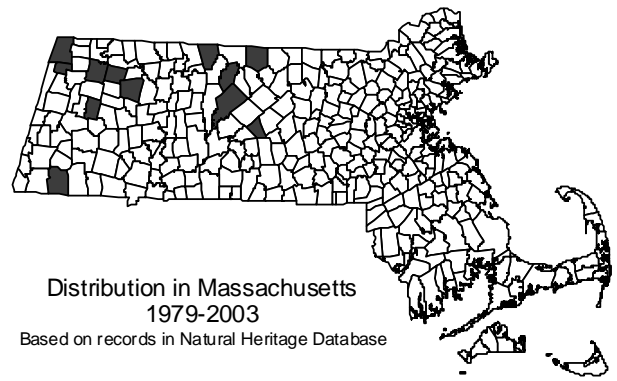 Distribution in Massachusetts
1979-2003
Based on records in Natural Heritage Database